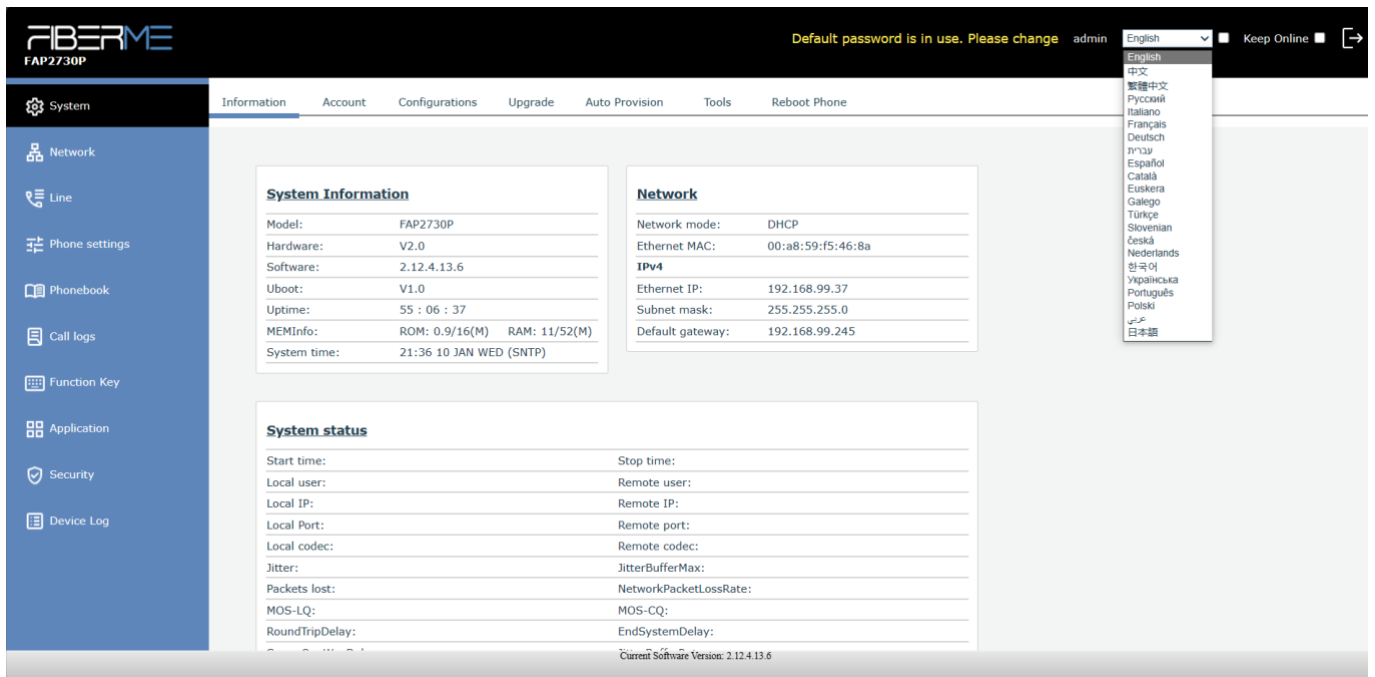 FIBERME
FAP2730P
Default password is in use. Please change admin English Keep Online
English
中文
繁體中文
Русский
Italiano
Français
Deutsch
עברית
Español
Català
Euskera
Galego
Türkçe
Slovenian
česká
Nederlands
한국어
Українська
Português
Polski
عربي
日本語
System
Network
Line
Phone settings
Phonebook
Call logs
Function Key
Application
Security
Device Log
Information Account Configurations Upgrade Auto Provision Tools Reboot Phone
System Information
Model: FAP2730P
Hardware: V2.0
Software: 2.12.4.13.6
Uboot: V1.0
Uptime: 55 : 06 : 37
MEMInfo: ROM: 0.9/16(M) RAM: 11/52(M)
System time: 21:36 10 JAN WED (SNTP)
Network
Network mode: DHCP
Ethernet MAC: 00:a8:59:f5:46:8a
IPv4
Ethernet IP: 192.168.99.37
Subnet mask: 255.255.255.0
Default gateway: 192.168.99.245
System status
Start time: Stop time:
Local user: Remote user:
Local IP: Remote IP:
Local Port: Remote port:
Local codec: Remote codec:
Jitter: JitterBufferMax:
Packets lost: NetworkPacketLossRate:
MOS-LQ: MOS-CQ:
RoundTripDelay: EndSystemDelay:
Current Software Version: 2.12.4.13.6